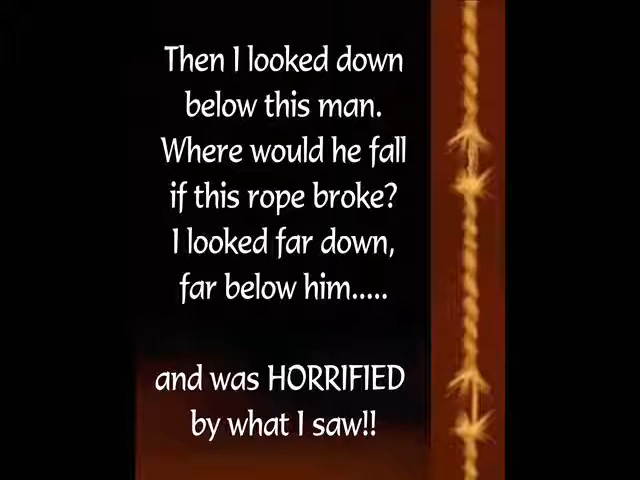 Then I looked down
below this man.
Where would he fall
if this rope broke?
I looked far down,
far below him.....
and was HORRIFIED
by what I saw!!